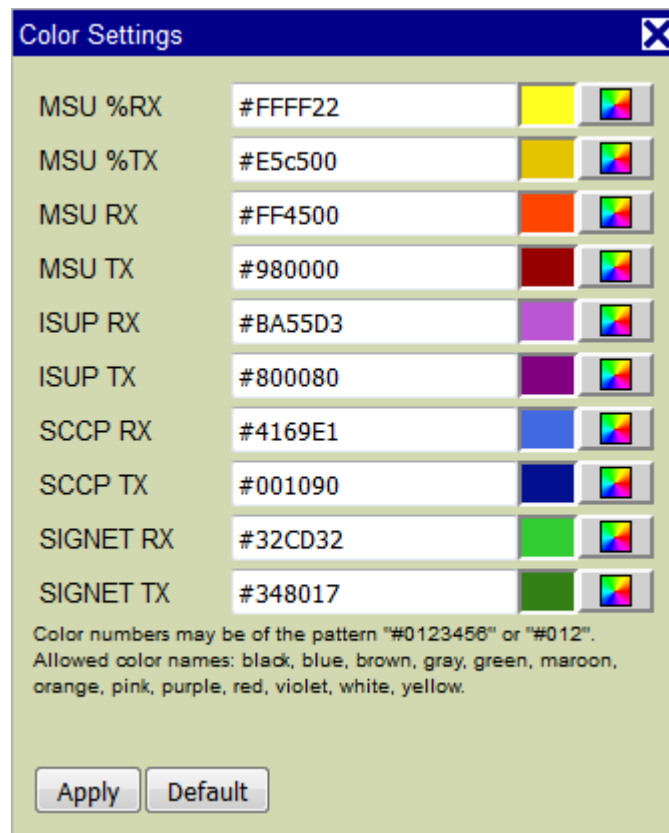 Color Settings
MSU %RX #FFFF22
MSU %TX #E5c500
MSU RX #FF4500
MSU TX #980000
ISUP RX #BA55D3
ISUP TX #800080
SCCP RX #4169E1
SCCP TX #001090
SIGNET RX #32CD32
SIGNET TX #348017
Color numbers may be of the pattern "#0123456" or "#012".
Allowed color names: black, blue, brown, gray, green, maroon,
orange, pink, purple, red, violet, white, yellow.
Apply Default